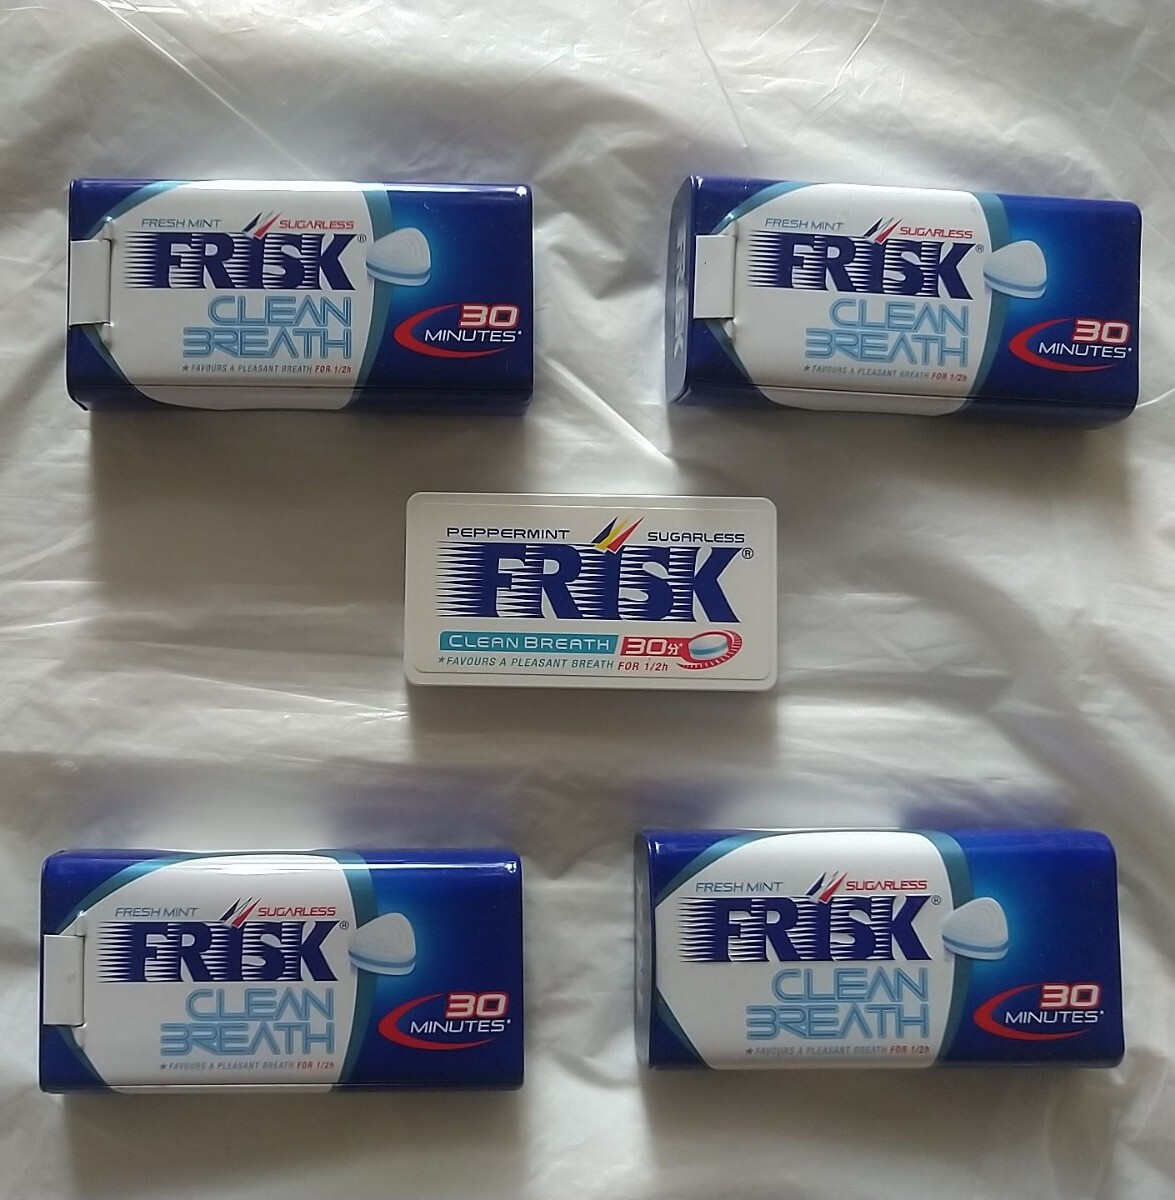 FRESH MINT SUGARLESS
FRISK®
CLEAN
BREATH
30
MINUTES*
★ FAVOURS A PLEASANT BREATH FOR 1/2h
FRISK
FRESH MINT SUGARLESS
FRISK®
CLEAN
BREATH
30
MINUTES*
★ FAVOURS A PLEASANT BREATH FOR 1/2h
PEPPERMINT SUGARLESS
FRISK®
CLEAN BREATH 30分*
★FAVOURS A PLEASANT BREATH FOR 1/2h
FRESH MINT SUGARLESS
FRISK®
CLEAN
BREATH
30
MINUTES*
★ FAVOURS A PLEASANT BREATH FOR 1/2h
FRESH MINT SUGARLESS
FRISK®
CLEAN
BREATH
30
MINUTES*
★ FAVOURS A PLEASANT BREATH FOR 1/2h